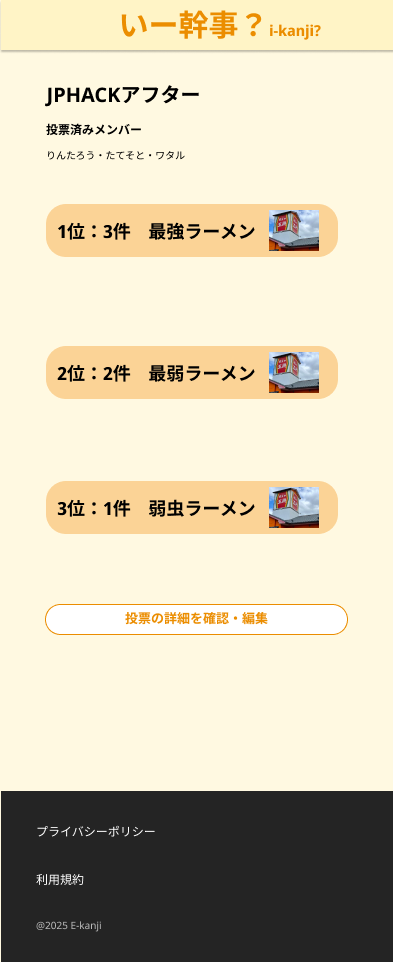 いー幹事？ i-kanji?
JPHACKアフター
投票済みメンバー
りんたろう・たてそと・ワタル
1位：3件　最強ラーメン
2位：2件　最弱ラーメン
3位：1件　弱虫ラーメン
投票の詳細を確認・編集
プライバシーポリシー
利用規約
@2025 E-kanji